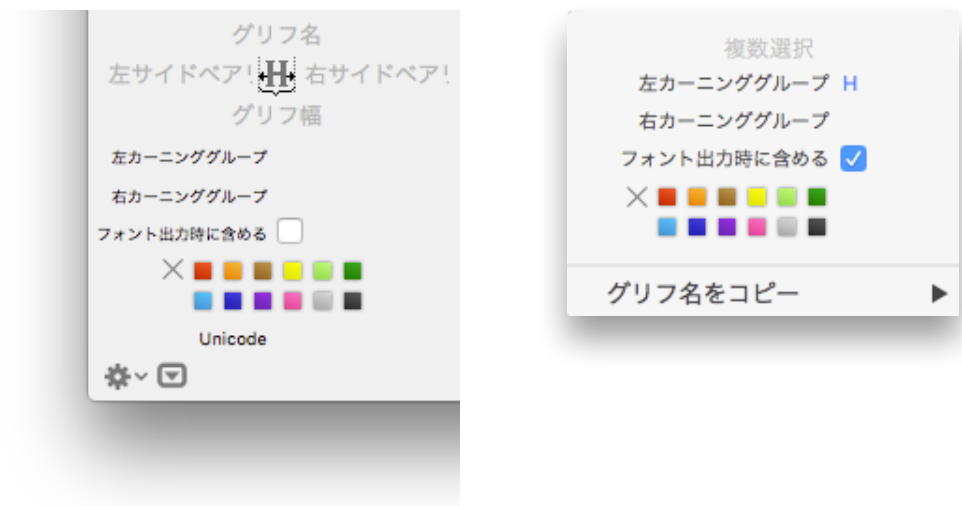 グリフ名
左サイドベアリ H 右サイドベアリ
グリフ幅
左カーニンググループ
右カーニンググループ
フォント出力時に含める
Unicode
複数選択
左カーニンググループ H
右カーニンググループ
フォント出力時に含める
グリフ名をコピー